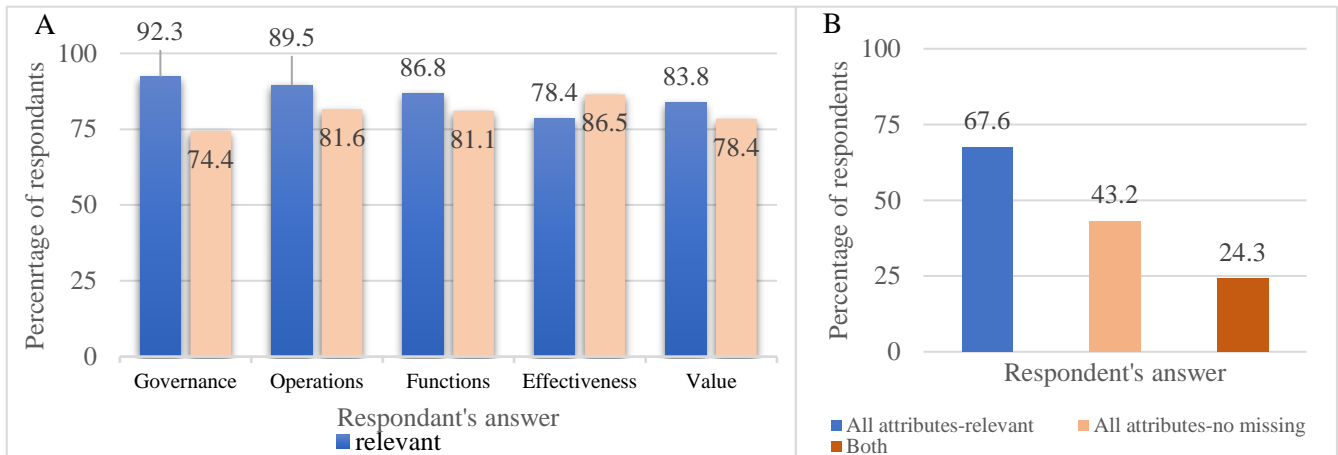 A
Percenrtage of respondants
100
75
50
25
0
92.3
74.4
89.5
81.6
86.8
81.1
78.4
86.5
83.8
78.4
Governance Operations Functions Effectiveness Value
Respondant's answer
relevant
B
Percentage of respondents
100
75
50
25
0
67.6
43.2
24.3
Respondent's answer
All attributes-relevant All attributes-no missing
Both